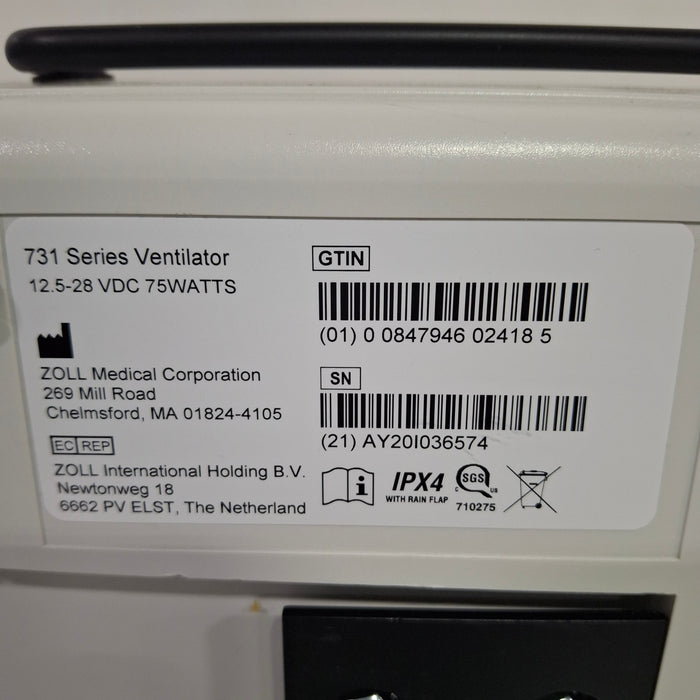 731 Series Ventilator
12.5-28 VDC 75WATTS
ZOLL Medical Corporation
269 Mill Road
Chelmsford, MA 01824-4105
EC REP
ZOLL International Holding B.V.
Newtonweg 18
6662 PV ELST, The Netherland
GTIN
(01) 0 0847946 02418 5
SN
(21) AY20I036574
i
IPX4
WITH RAIN FLAP
SGS
C US
710275